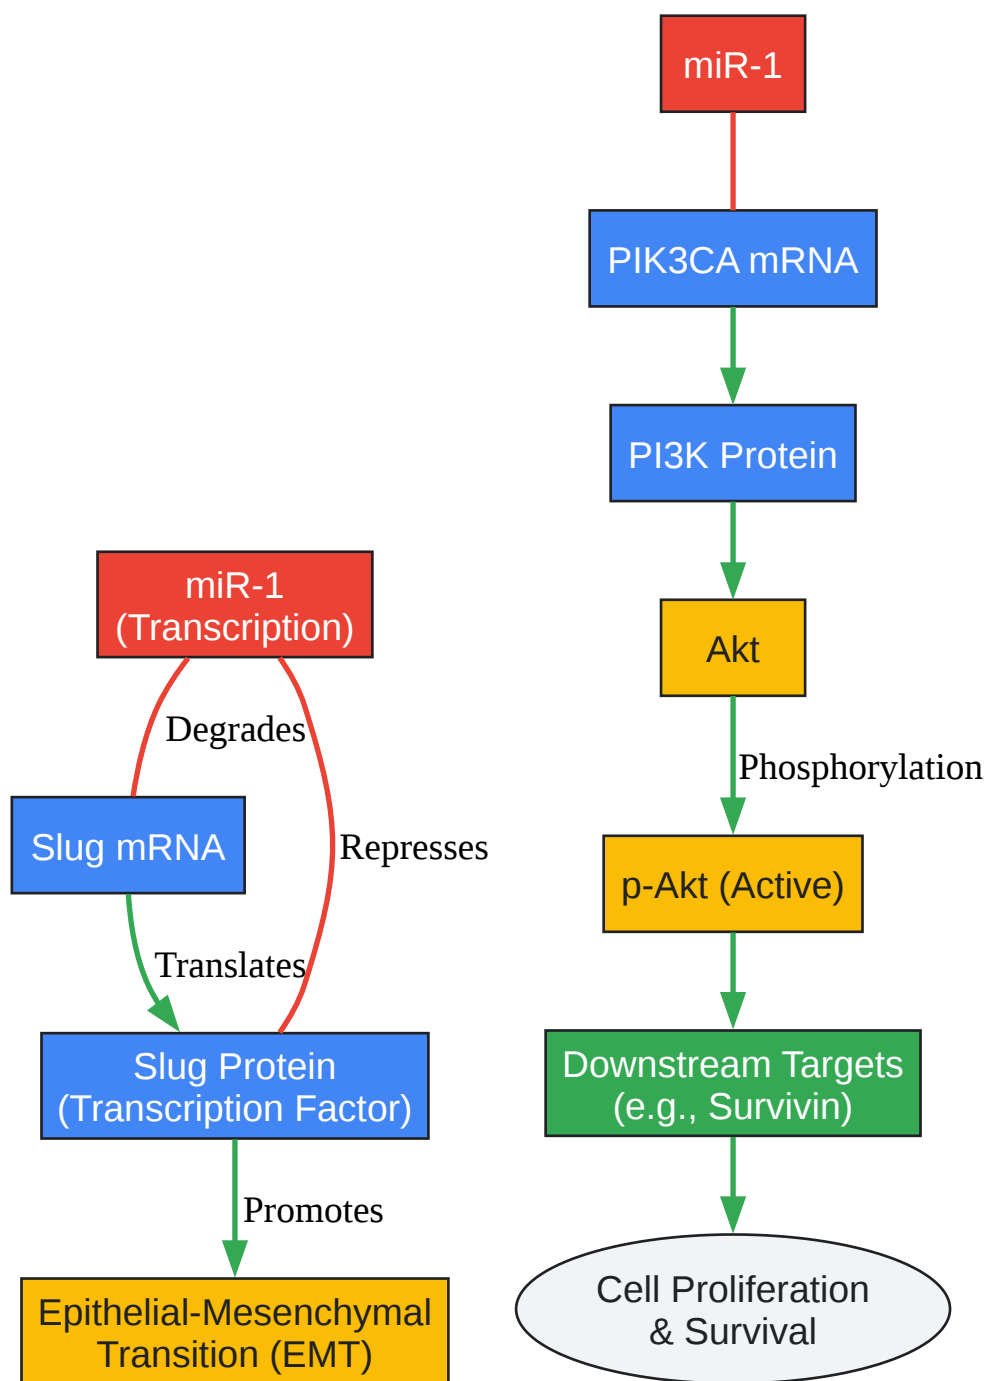 miR-1
PIK3CA mRNA
PI3K Protein
Akt
Phosphorylation
p-Akt (Active)
Downstream Targets
(e.g., Survivin)
Cell Proliferation
& Survival
miR-1
(Transcription)
Degrades
Slug mRNA
Represses
Translates
Slug Protein
(Transcription Factor)
Promotes
Epithelial-Mesenchymal
Transition (EMT)